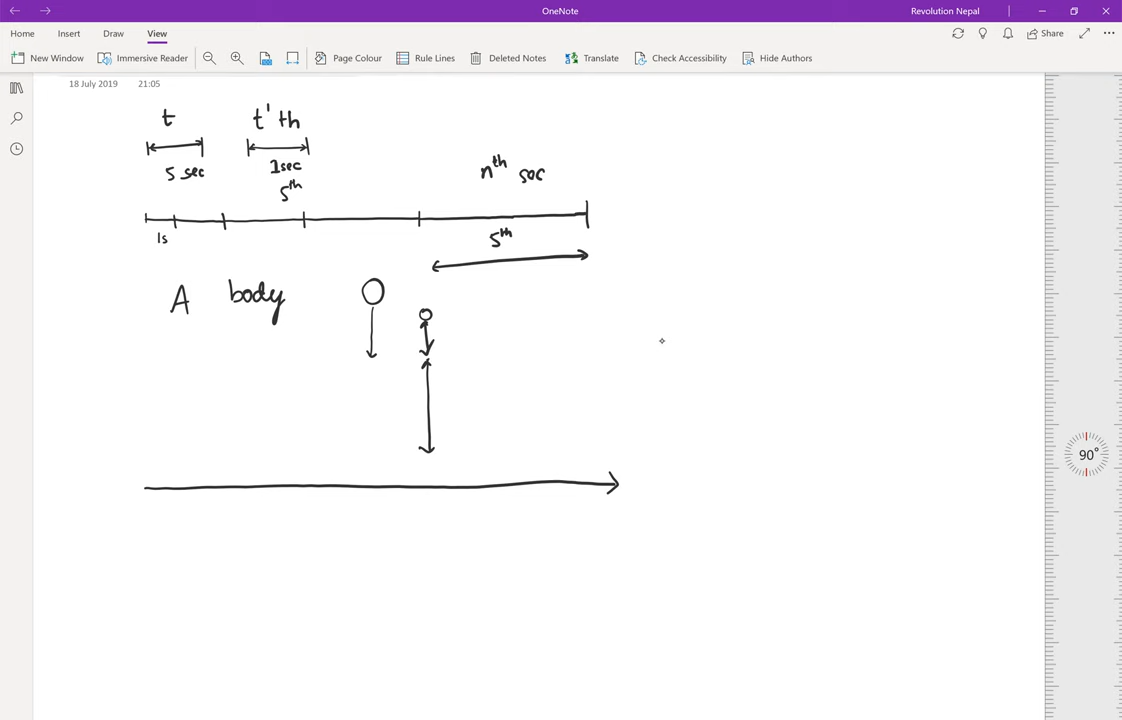 OneNote
Revolution Nepal
Home Insert Draw View
Share
New Window Immersive Reader Page Colour Rule Lines Deleted Notes Translate Check Accessibility Hide Authors
18 July 2019 21:05
t t' th
5 sec 1sec
5th
nth sec
1s 5th
A body
90°